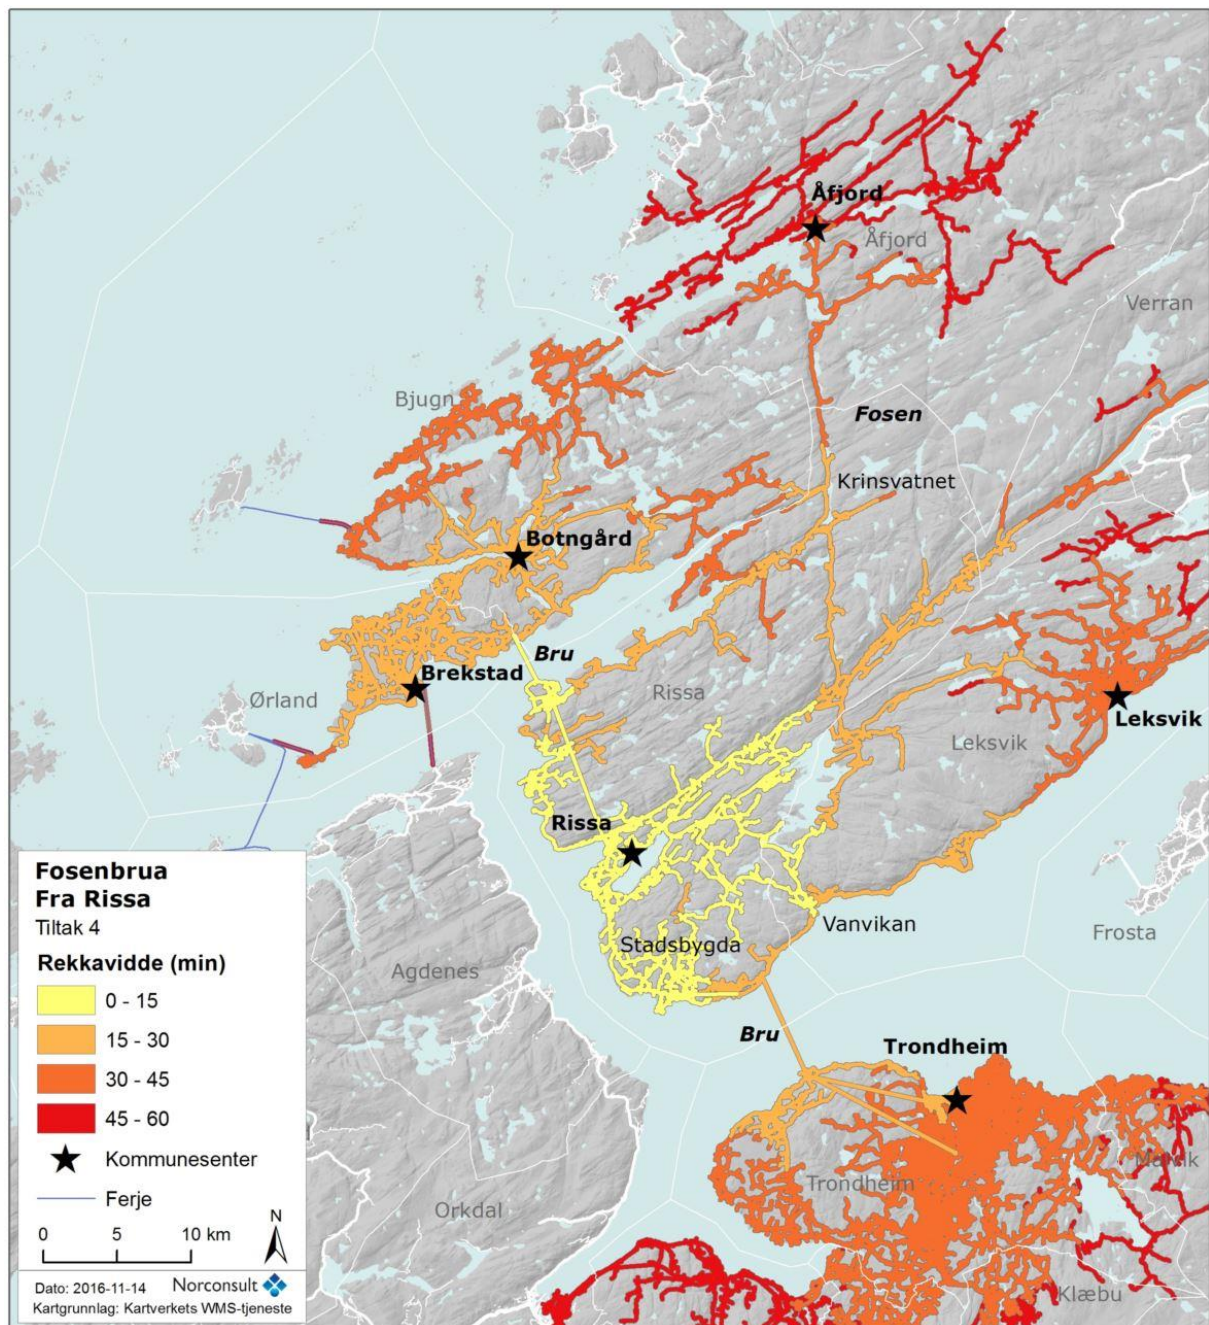 Åfjord
Åfjord
Verran
Bjugn
Fosen
Krinsvatnet
Botngård
Bru
Brekstad
Rissa
Ørland
Leksvik
Leksvik
Rissa
Vanvikan
Frosta
Stadsbygda
Agdenes
Bru
Trondheim
Malvik
Trondheim
Orkdal
Klæbu
Fosenbrua
Fra Rissa
Tiltak 4
Rekkavidde (min)
0 - 15
15 - 30
30 - 45
45 - 60
Kommunesenter
Ferje
0 5 10 km
N
Dato: 2016-11-14 Norconsult
Kartgrunnlag: Kartverkets WMS-tjeneste